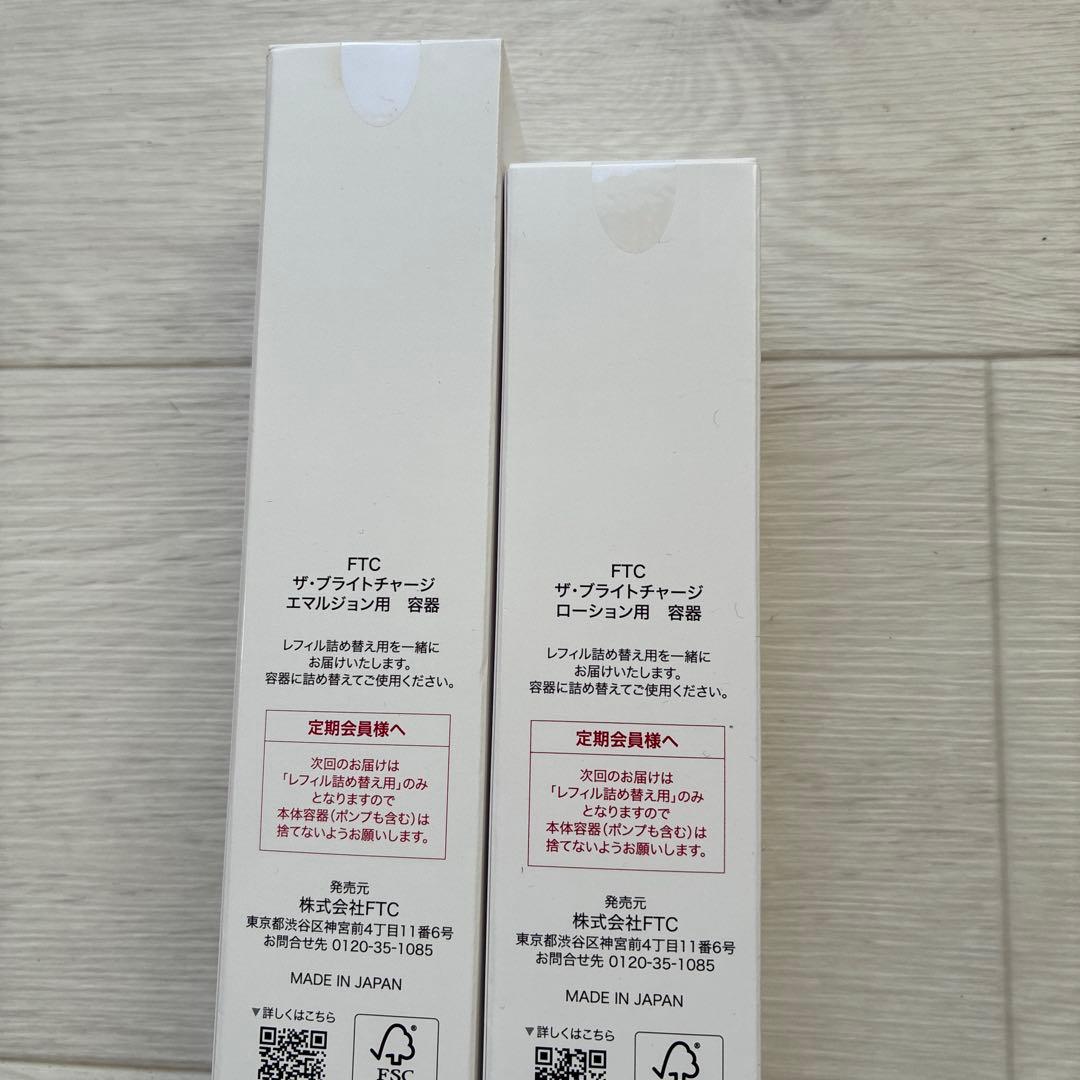 FTC
ザ・ブライトチャージ
エマルジョン用　容器
レフィル詰め替え用を一緒に
お届けいたします。
容器に詰め替えてご使用ください。
定期会員様へ
次回のお届けは
「レフィル詰め替え用」のみ
となりますので
本体容器（ポンプも含む）は
捨てないようお願いします。
発売元
株式会社FTC
東京都渋谷区神宮前4丁目11番6号
お問合せ先 0120-35-1085
MADE IN JAPAN
▼詳しくはこちら
FSC
FTC
ザ・ブライトチャージ
ローション用　容器
レフィル詰め替え用を一緒に
お届けいたします。
容器に詰め替えてご使用ください。
定期会員様へ
次回のお届けは
「レフィル詰め替え用」のみ
となりますので
本体容器（ポンプも含む）は
捨てないようお願いします。
発売元
株式会社FTC
東京都渋谷区神宮前4丁目11番6号
お問合せ先 0120-35-1085
MADE IN JAPAN
▼詳しくはこちら